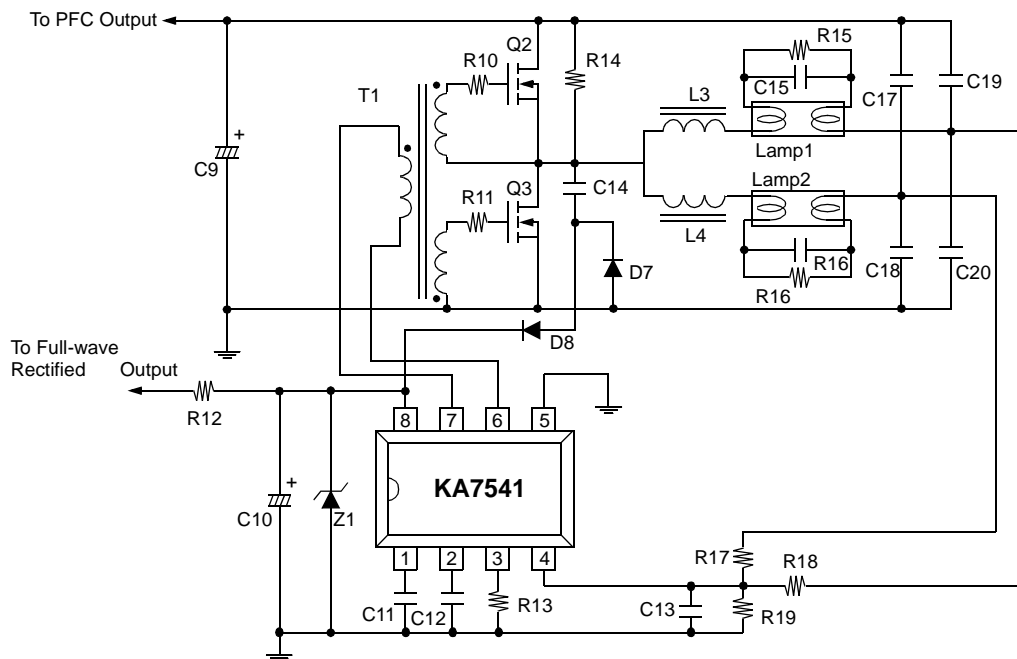 To PFC Output
Q2
R10
R14
T1
R15
C15
L3
Lamp1
C17
C19
C9
+
Q3
R11
C14
Lamp2
L4
R16
R16
C18
C20
D7
D8
To Full-wave
Rectified Output
R12
8 7 6 5
KA7541
+
C10
Z1
1 2 3 4
C11
C12
R13
C13
R17
R18
R19